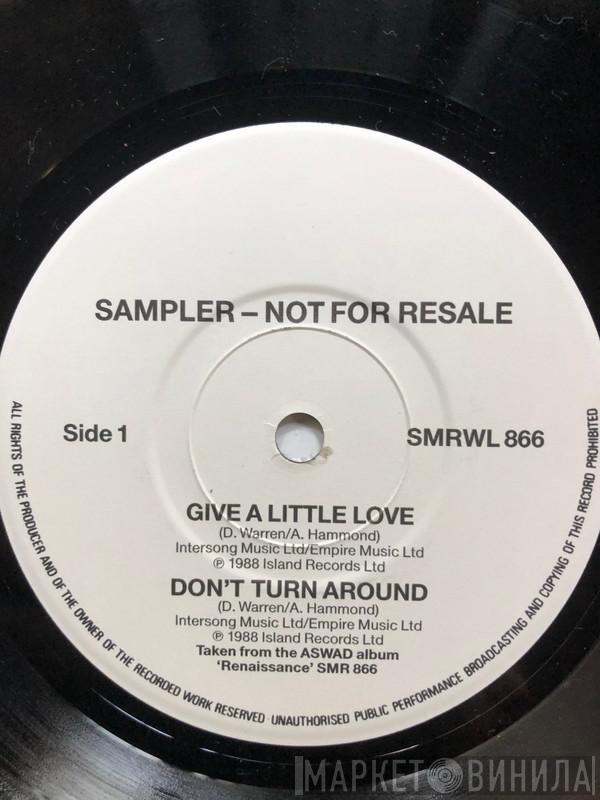 SAMPLER – NOT FOR RESALE
Side 1
SMRWL 866
GIVE A LITTLE LOVE
(D. Warren/A. Hammond)
Intersong Music Ltd/Empire Music Ltd
℗ 1988 Island Records Ltd
DON'T TURN AROUND
(D. Warren/A. Hammond)
Intersong Music Ltd/Empire Music Ltd
℗ 1988 Island Records Ltd
Taken from the ASWAD album
'Renaissance' SMR 866
ALL RIGHTS OF THE PRODUCER AND OF THE OWNER OF THE RECORDED WORK RESERVED · UNAUTHORISED PUBLIC PERFORMANCE BROADCASTING AND COPYING OF THIS RECORD PROHIBITED
МАРКЕТ ВИНИЛА